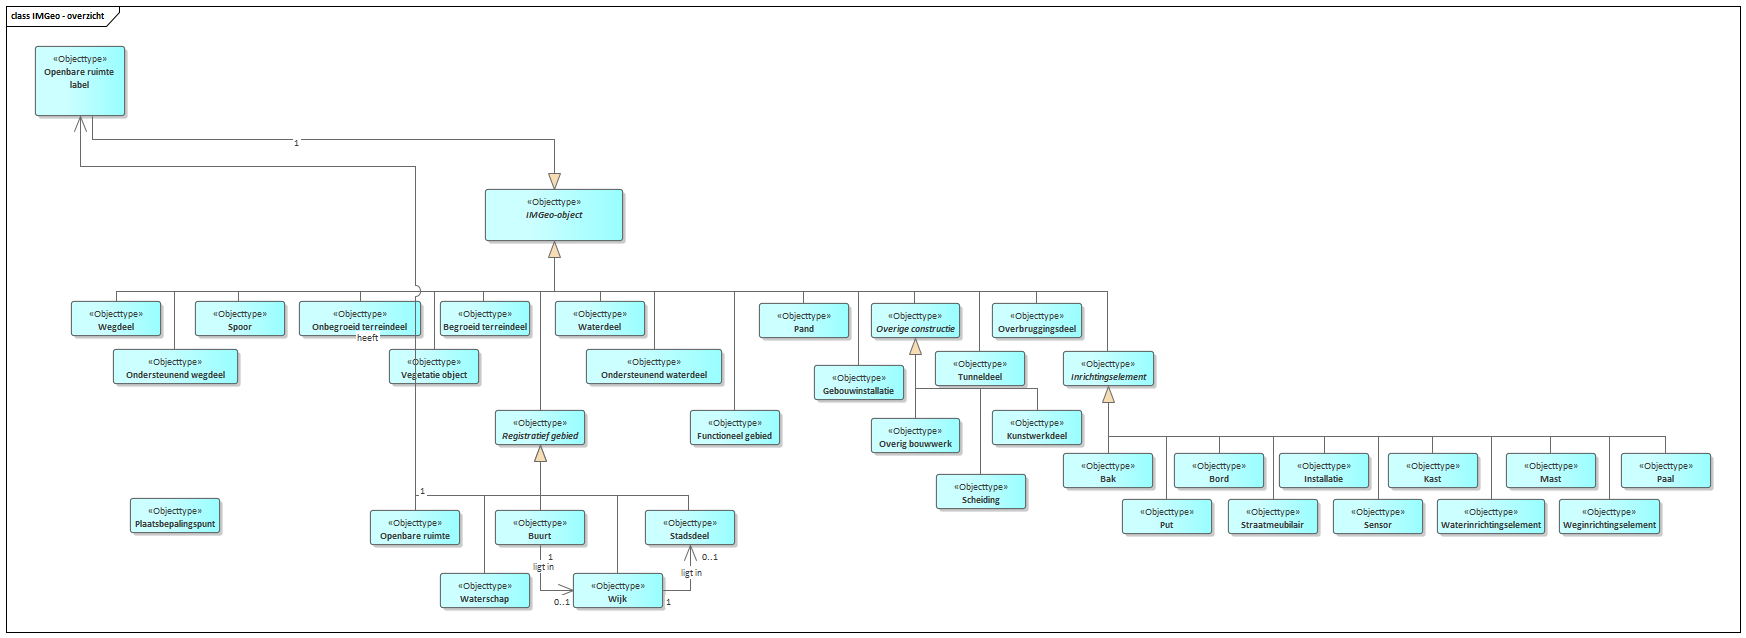 class IMGeo - overzicht
«Objecttype»
Openbare ruimte
label
1
«Objecttype»
IMGeo-object
«Objecttype»
Wegdeel
«Objecttype»
Spoor
«Objecttype»
Onbegroeid terreindeel
heeft
«Objecttype»
Begroeid terreindeel
«Objecttype»
Waterdeel
«Objecttype»
Pand
«Objecttype»
Overige constructie
«Objecttype»
Overbruggingsdeel
«Objecttype»
Ondersteunend wegdeel
«Objecttype»
Vegetatie object
«Objecttype»
Ondersteunend waterdeel
«Objecttype»
Gebouwinstallatie
«Objecttype»
Tunneldeel
«Objecttype»
Inrichtingselement
«Objecttype»
Registratief gebied
«Objecttype»
Functioneel gebied
«Objecttype»
Overig bouwwerk
«Objecttype»
Kunstwerkdeel
«Objecttype»
Bak
«Objecttype»
Bord
«Objecttype»
Installatie
«Objecttype»
Kast
«Objecttype»
Mast
«Objecttype»
Paal
«Objecttype»
Scheiding
1
«Objecttype»
Plaatsbepalingspunt
«Objecttype»
Put
«Objecttype»
Straatmeubilair
«Objecttype»
Sensor
«Objecttype»
Waterinrichtingselement
«Objecttype»
Weginrichtingselement
«Objecttype»
Openbare ruimte
«Objecttype»
Buurt
«Objecttype»
Stadsdeel
1
ligt in
0..1
0..1
ligt in
1
«Objecttype»
Waterschap
«Objecttype»
Wijk